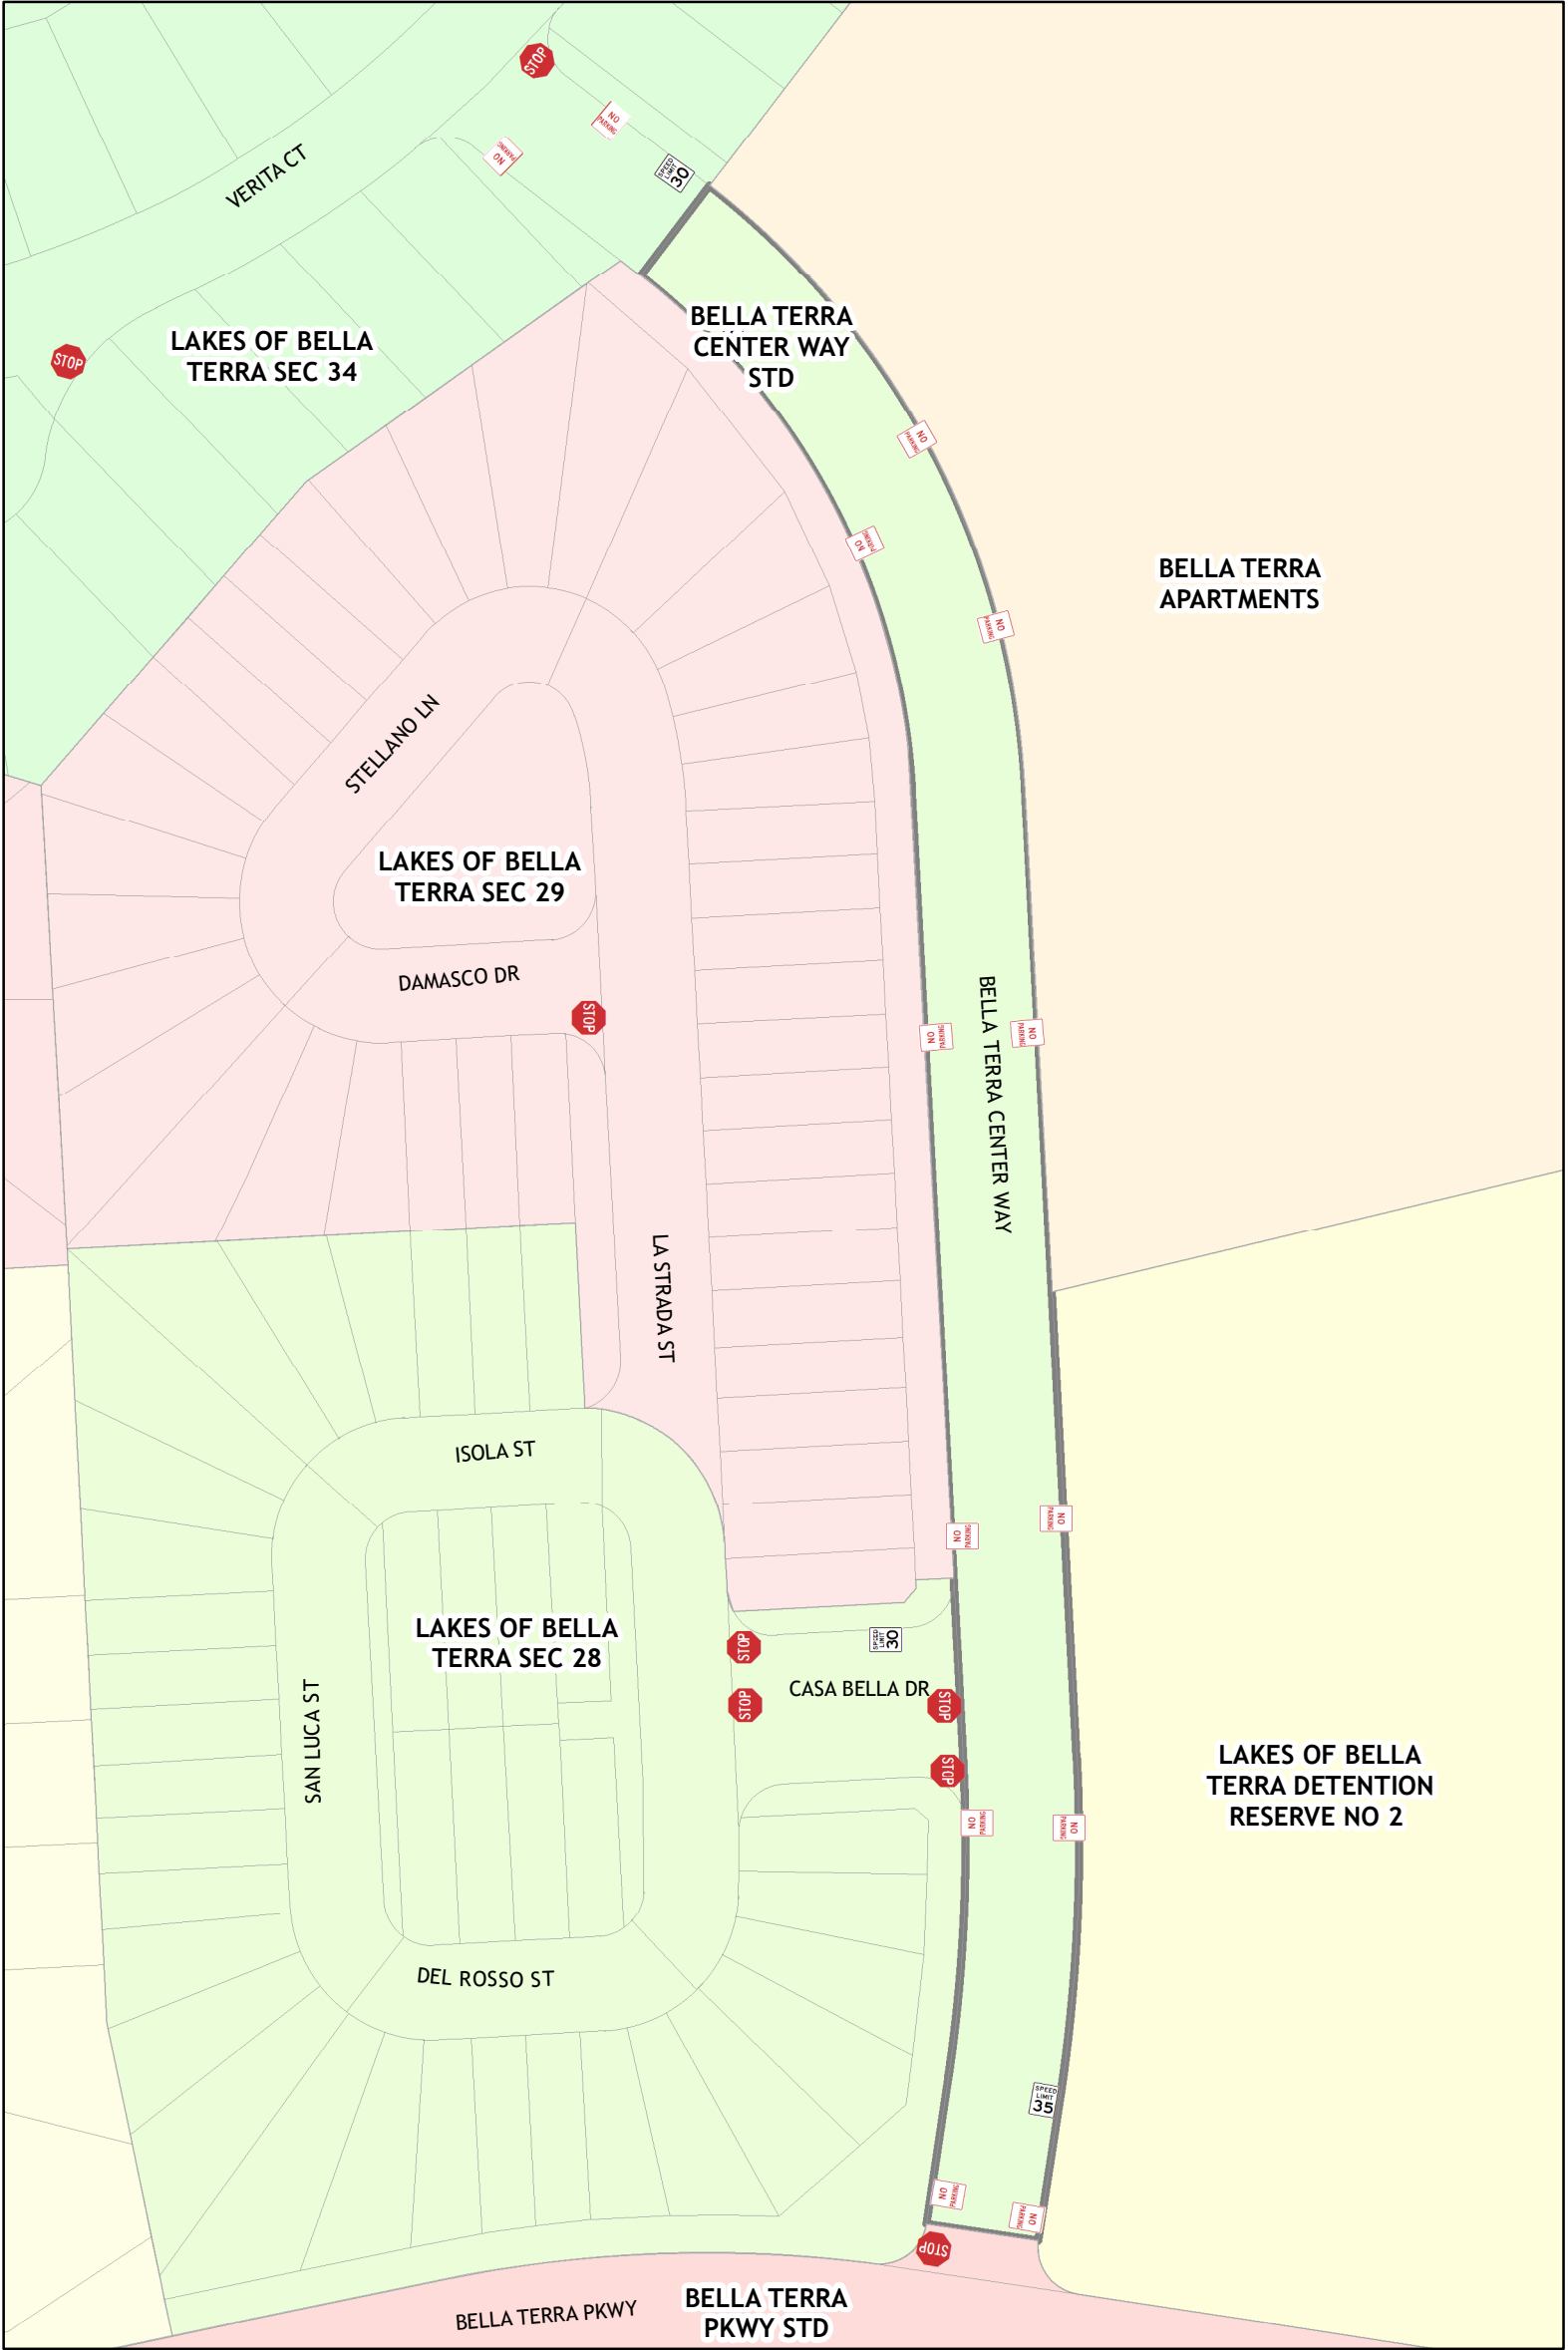 STOP
NO
PARKING
NO
PARKING
SPEED
LIMIT
30
VERITA CT
BELLA TERRA
CENTER WAY
STD
LAKES OF BELLA
TERRA SEC 34
STOP
NO
PARKING
NO
PARKING
BELLA TERRA
APARTMENTS
NO
PARKING
STELLANO LN
LAKES OF BELLA
TERRA SEC 29
DAMASCO DR
STOP
NO
PARKING
NO
PARKING
BELLA TERRA CENTER WAY
LA STRADA ST
ISOLA ST
NO
PARKING
NO
PARKING
LAKES OF BELLA
TERRA SEC 28
STOP
SPEED
LIMIT
30
CASA BELLA DR
STOP
STOP
SAN LUCA ST
STOP
LAKES OF BELLA
TERRA DETENTION
RESERVE NO 2
NO
PARKING
NO
PARKING
DEL ROSSO ST
SPEED
LIMIT
35
NO
PARKING
NO
PARKING
STOP
BELLA TERRA PKWY
BELLA TERRA
PKWY STD